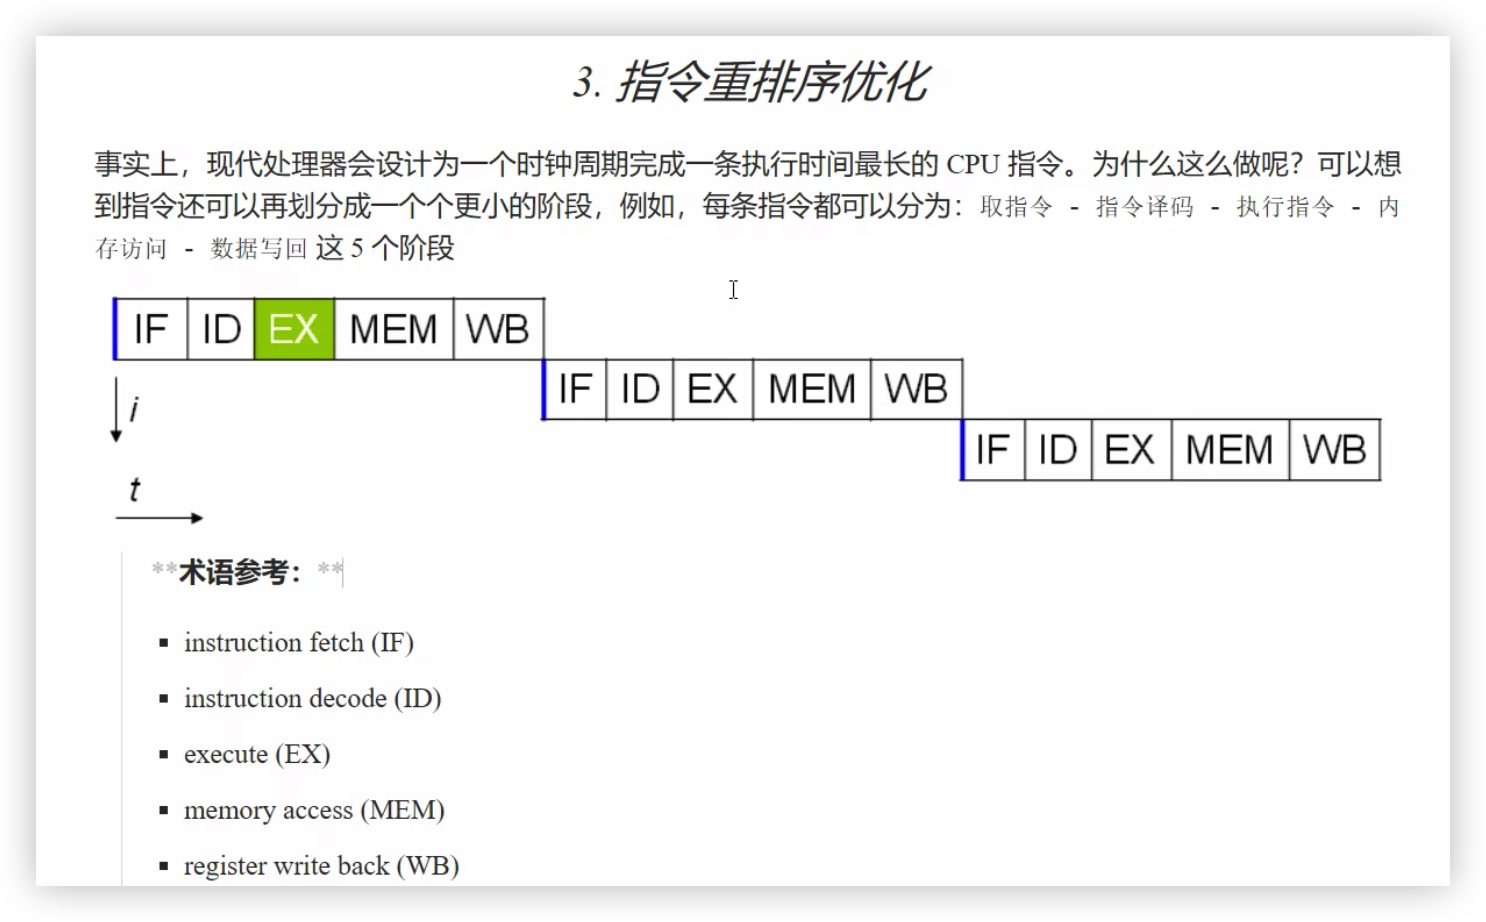 3. 指令重排序优化
事实上，现代处理器会设计为一个时钟周期完成一条执行时间最长的 CPU 指令。为什么这么做呢？可以想
到指令还可以再划分成一个个更小的阶段，例如，每条指令都可以分为：取指令 - 指令译码 - 执行指令 - 内
存访问 - 数据写回 这 5 个阶段
IF ID EX MEM WB
IF ID EX MEM WB
i
IF ID EX MEM WB
t
**术语参考：**
instruction fetch (IF)
instruction decode (ID)
execute (EX)
memory access (MEM)
register write back (WB)